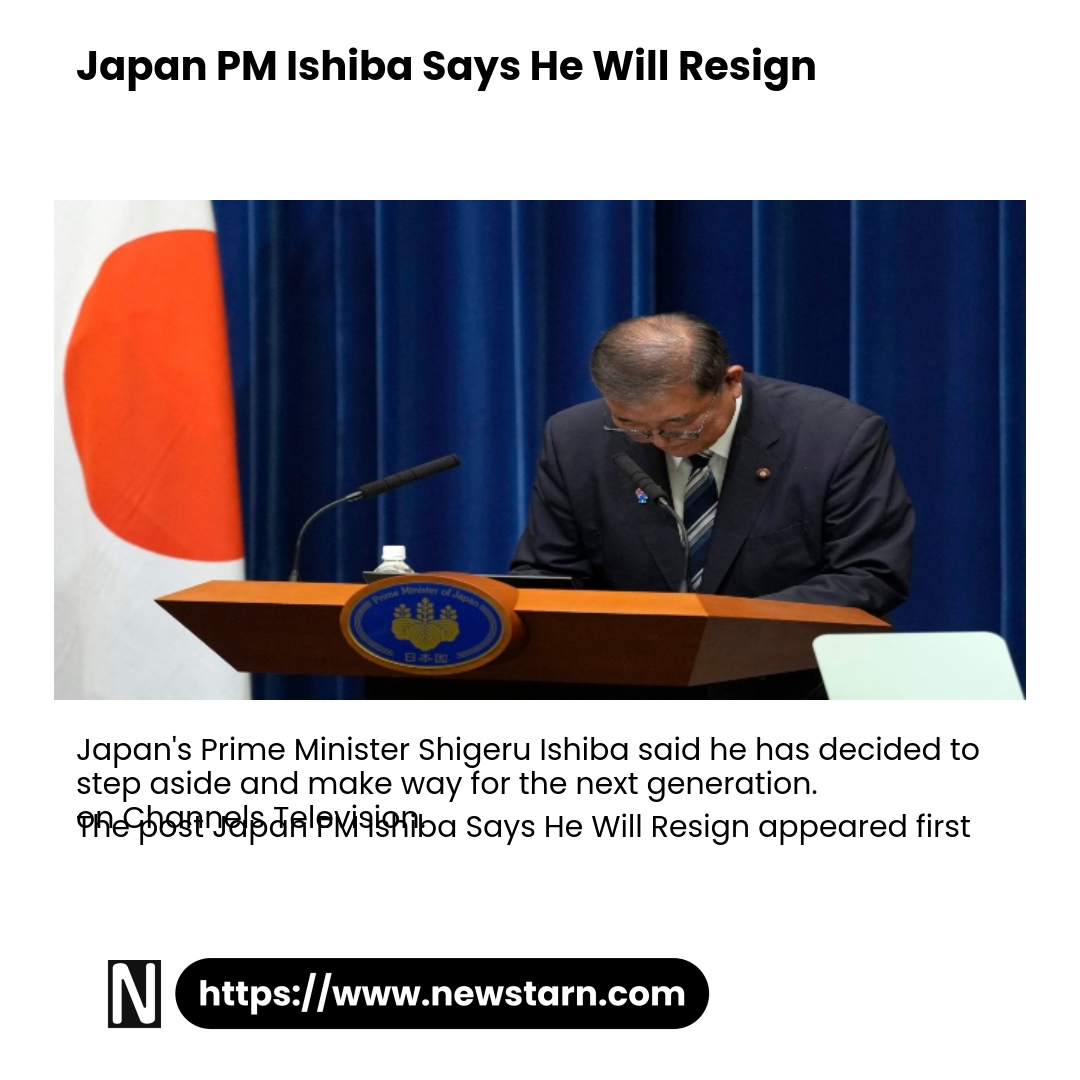 Japan PM Ishiba Says He Will Resign
Prime Minister of Japan
日本国
Japan's Prime Minister Shigeru Ishiba said he has decided to
step aside and make way for the next generation.
The post Japan PM Ishiba Says He Will Resign appeared first
on Channels Television.
N
https://www.newstarn.com